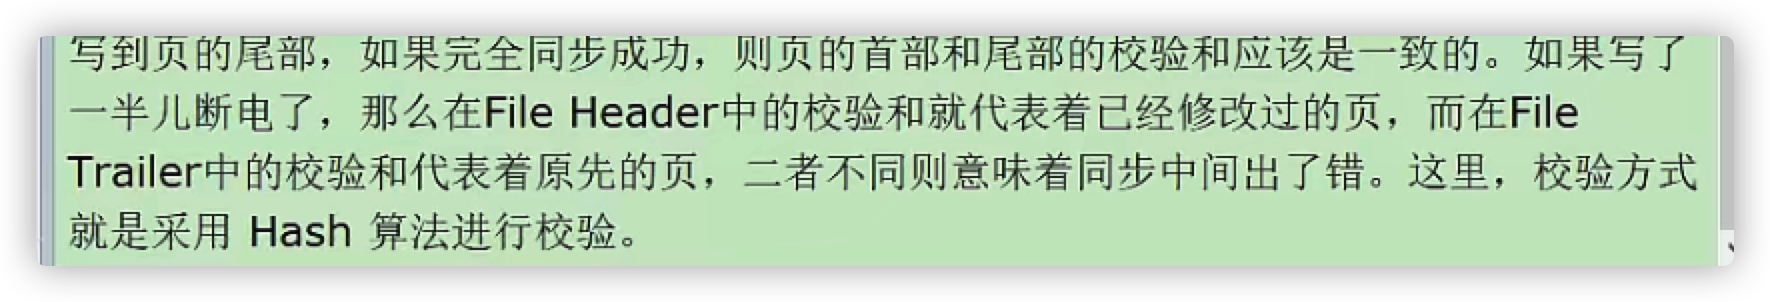 写到页的尾部，如果完全同步成功，则页的首部和尾部的校验和应该是一致的。如果写了
一半儿断电了，那么在File Header中的校验和就代表着已经修改过的页，而在File
Trailer中的校验和代表着原先的页，二者不同则意味着同步中间出了错。这里，校验方式
就是采用 Hash 算法进行校验。